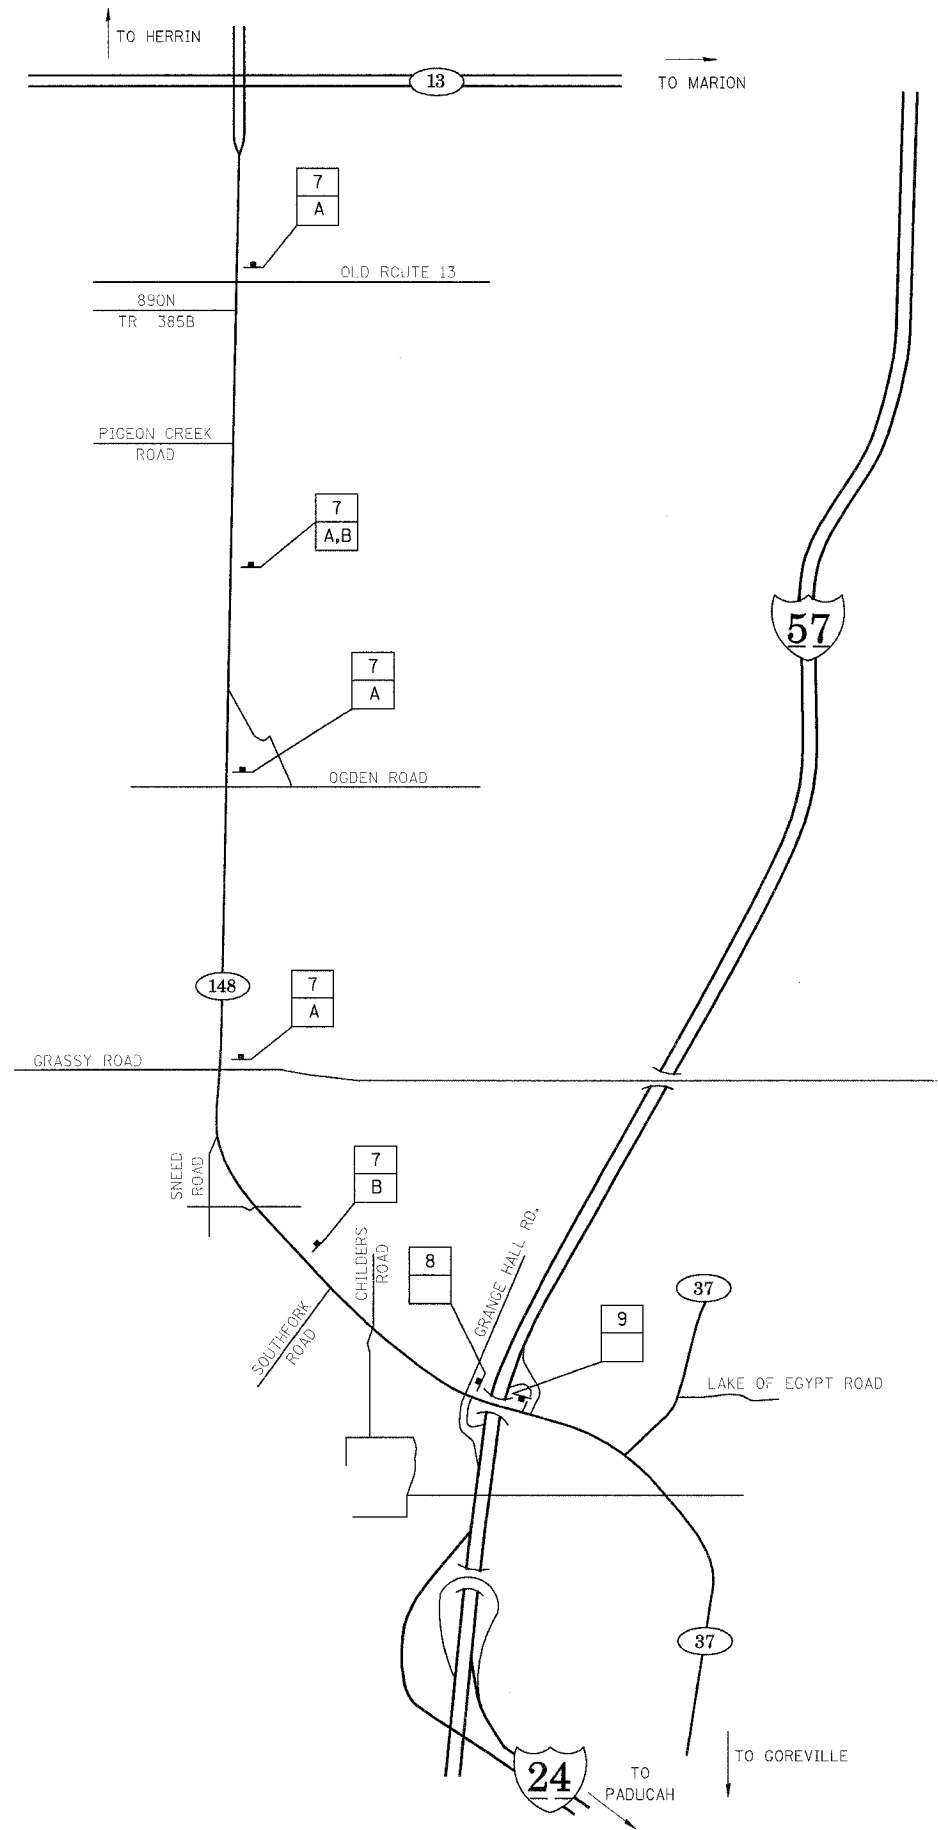 TO HERRIN
13
TO MARION
7
A
OLD ROUTE 13
890N
TR 385B
PIGEON CREEK
ROAD
7
A,B
57
7
A
OGDEN ROAD
148
7
A
GRASSY ROAD
SNEED
ROAD
7
B
CHILDERS
ROAD
8
GRANGE HALL RD.
37
9
SOUTHFORK
ROAD
LAKE OF EGYPT ROAD
37
TO GOREVILLE
24
TO
PADUCAH